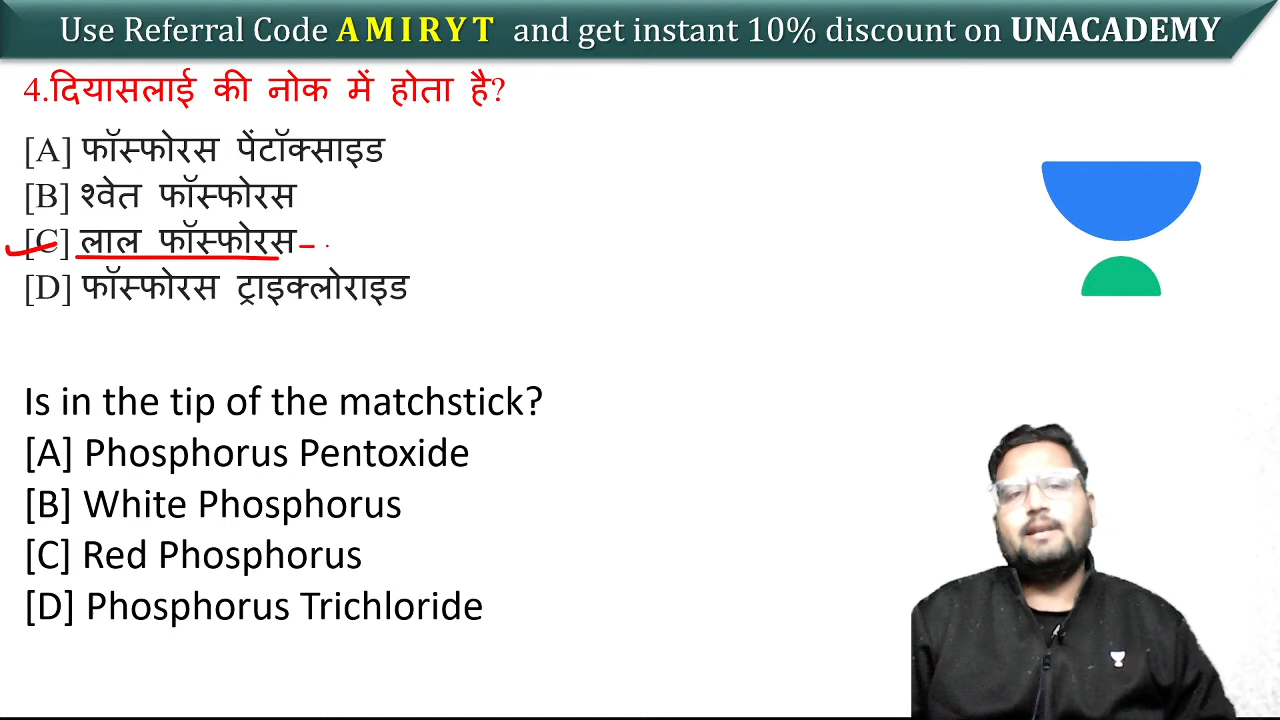 Use Referral Code AMIRYT and get instant 10% discount on UNACADEMY
4.दियासलाई की नोक में होता है?
[A] फॉस्फोरस पेंटॉक्साइड
[B] श्वेत फॉस्फोरस
[C] लाल फॉस्फोरस
[D] फॉस्फोरस ट्राइक्लोराइड
Is in the tip of the matchstick?
[A] Phosphorus Pentoxide
[B] White Phosphorus
[C] Red Phosphorus
[D] Phosphorus Trichloride